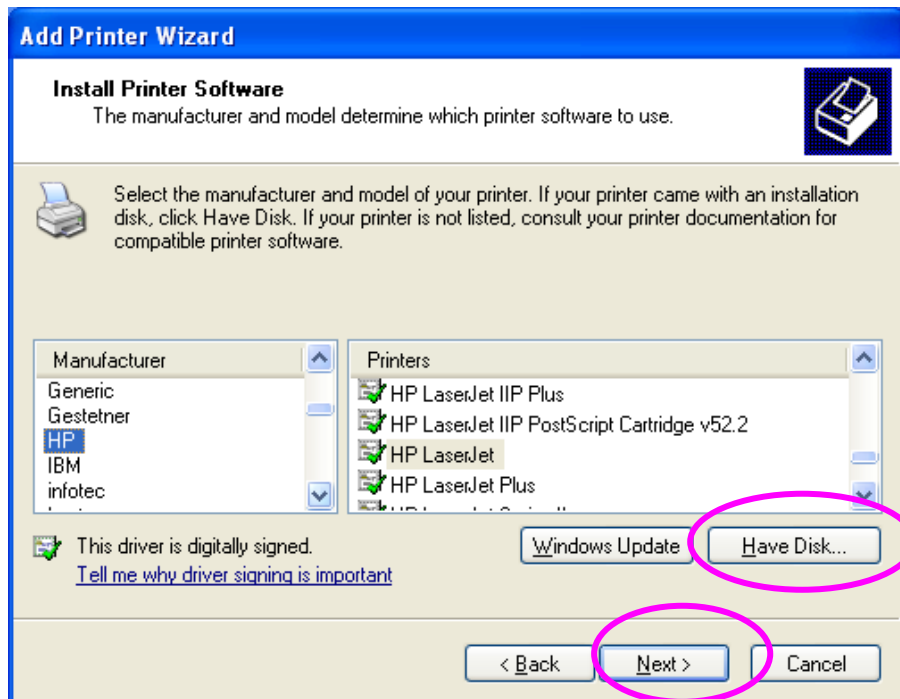 Add Printer Wizard
Install Printer Software
The manufacturer and model determine which printer software to use.
Select the manufacturer and model of your printer. If your printer came with an installation
disk, click Have Disk. If your printer is not listed, consult your printer documentation for
compatible printer software.
Manufacturer
Generic
Gestetner
HP
IBM
infotec
Printers
HP LaserJet IIP Plus
HP LaserJet IIP PostScript Cartridge v52.2
HP LaserJet
HP LaserJet Plus
This driver is digitally signed.
Tell me why driver signing is important
Windows Update
Have Disk...
< Back
Next >
Cancel